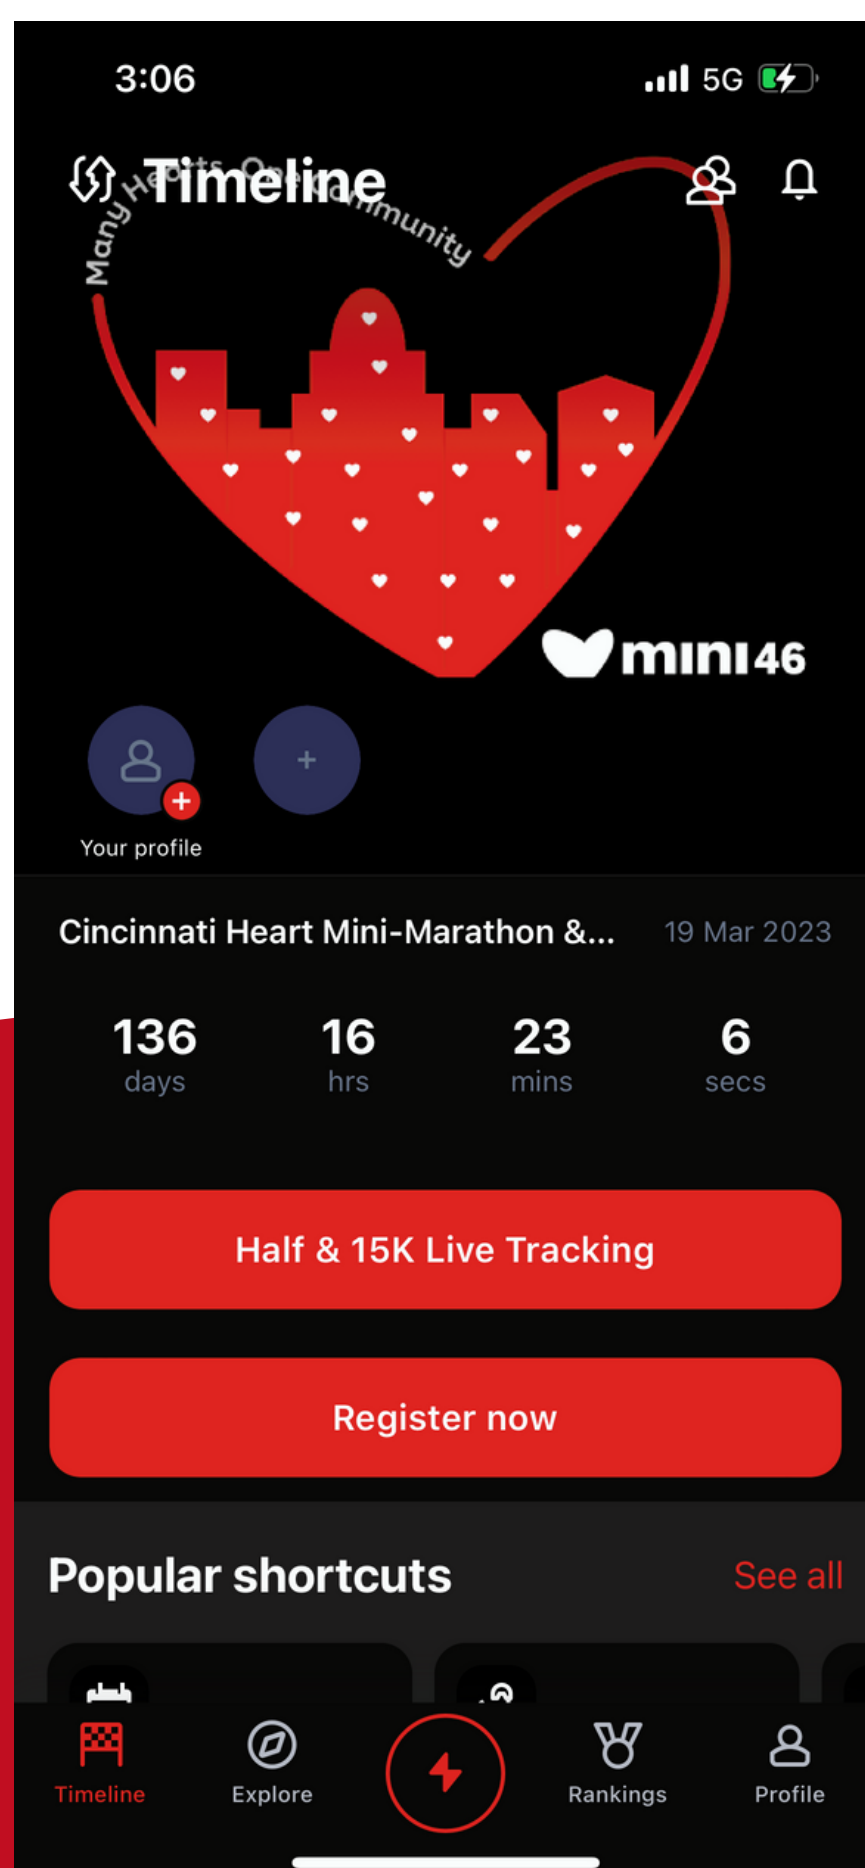 3:06
5G
Timeline
Many Hearts, One Community
mini46
Your profile
Cincinnati Heart Mini-Marathon &...
19 Mar 2023
136 16 23 6
days hrs mins secs
Half & 15K Live Tracking
Register now
Popular shortcuts
See all
Timeline Explore Rankings Profile